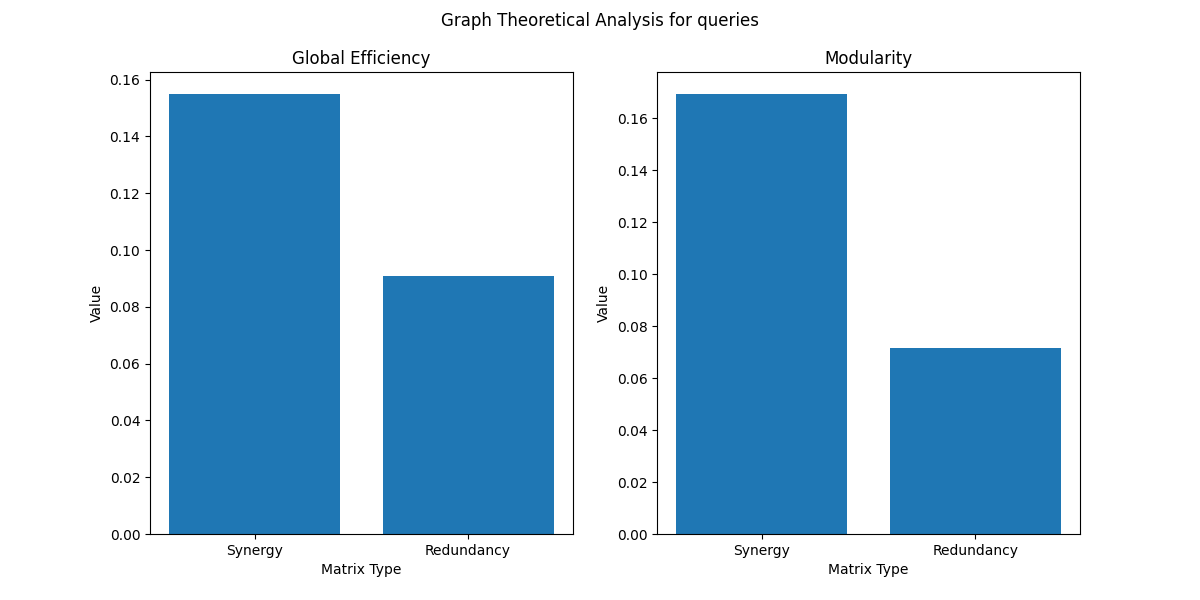 Graph Theoretical Analysis for queries
Global Efficiency
Value
0.16
0.14
0.12
0.10
0.08
0.06
0.04
0.02
0.00
Synergy
Redundancy
Matrix Type
Modularity
Value
0.16
0.14
0.12
0.10
0.08
0.06
0.04
0.02
0.00
Synergy
Redundancy
Matrix Type